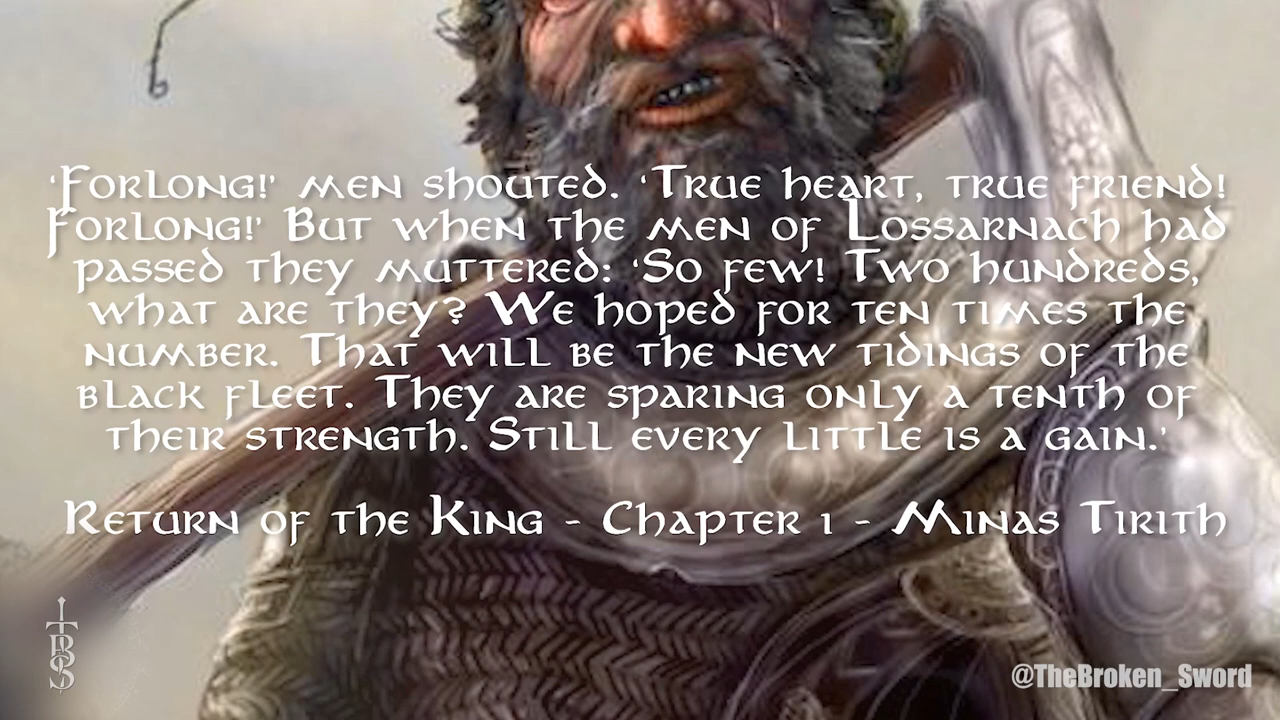 ‘Forlong!’ men shouted. ‘True heart, true friend!
Forlong!’ But when the men of Lossarnach had
passed they muttered: ‘So few! Two hundreds,
what are they? We hoped for ten times the
number. That will be the new tidings of the
black fleet. They are sparing only a tenth of
their strength. Still every little is a gain.’
Return of the King - Chapter 1 - Minas Tirith
TBS
@TheBroken_Sword